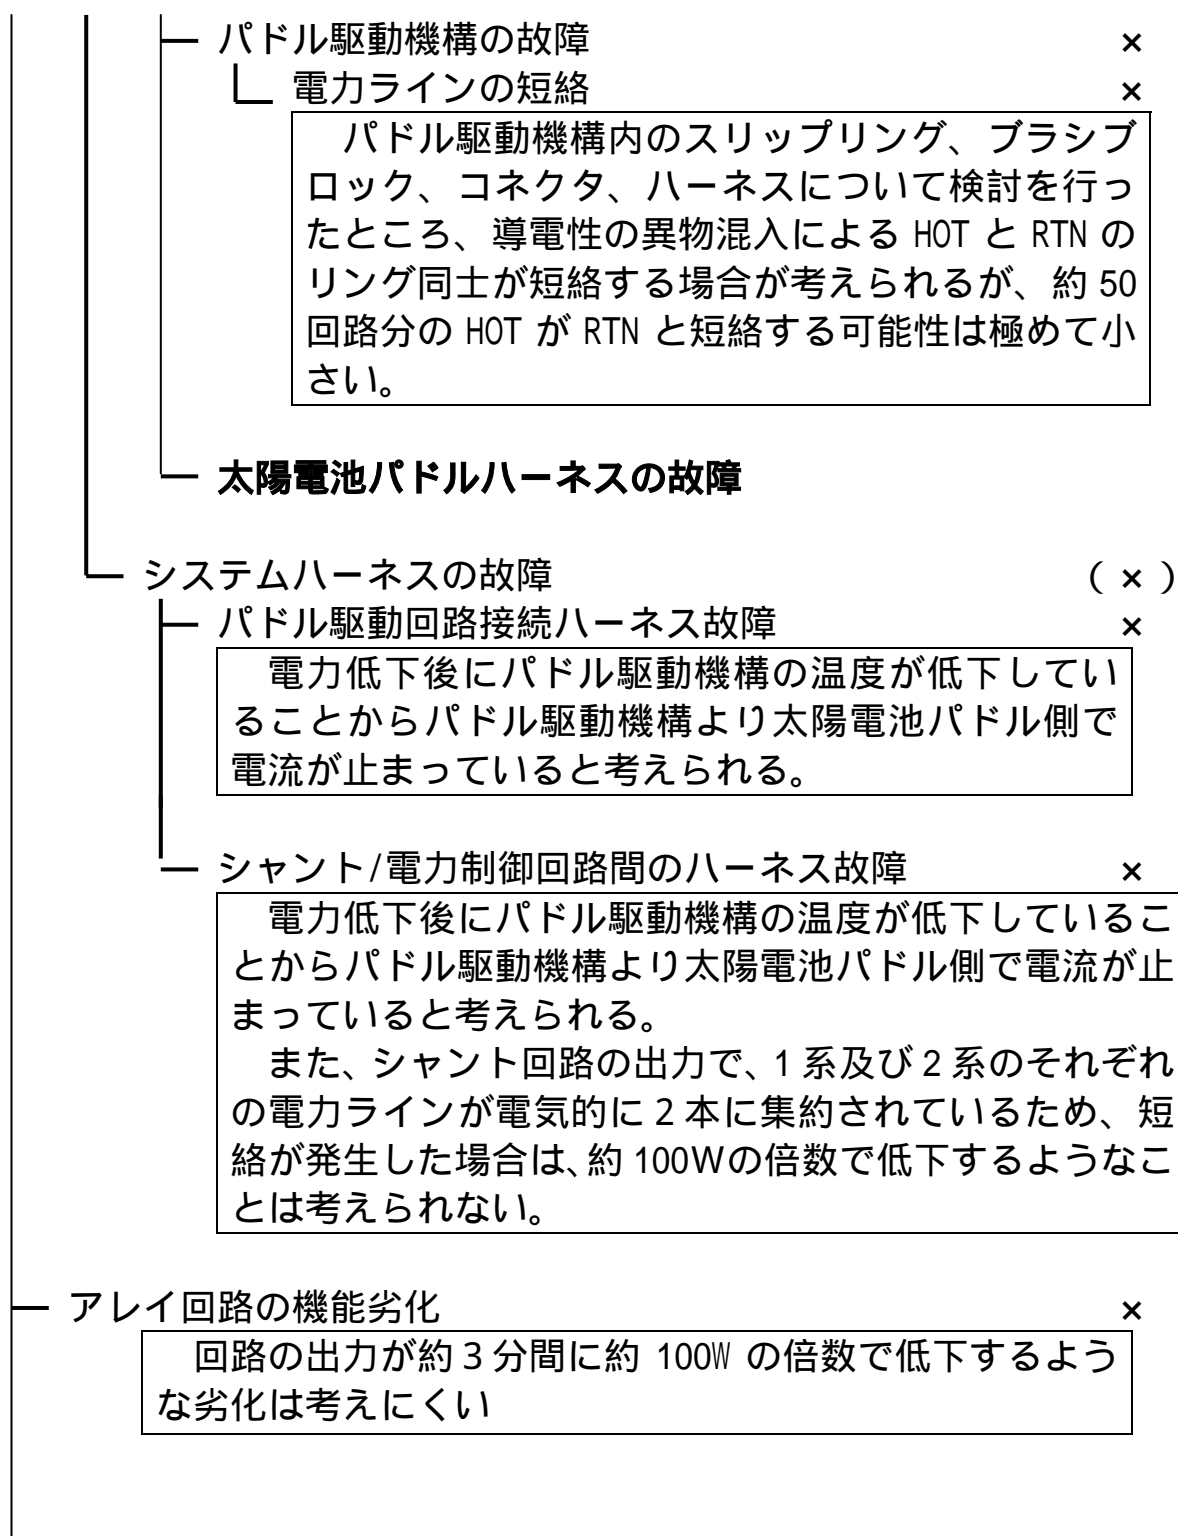 パドル駆動機構の故障 ×
電力ラインの短絡 ×
パドル駆動機構内のスリップリング、ブラシブ
ロック、コネクタ、ハーネスについて検討を行っ
たところ、導電性の異物混入による HOT と RTN の
リング同士が短絡する場合が考えられるが、約 50
回路分の HOT が RTN と短絡する可能性は極めて小
さい。
太陽電池パドルハーネスの故障
システムハーネスの故障 (×)
パドル駆動回路接続ハーネス故障 ×
電力低下後にパドル駆動機構の温度が低下してい
ることからパドル駆動機構より太陽電池パドル側で
電流が止まっていると考えられる。
シャント/電力制御回路間のハーネス故障 ×
電力低下後にパドル駆動機構の温度が低下しているこ
とからパドル駆動機構より太陽電池パドル側で電流が止
まっていると考えられる。
また、シャント回路の出力で、1 系及び 2 系のそれぞれ
の電力ラインが電気的に 2 本に集約されているため、短
絡が発生した場合は、約 100Wの倍数で低下するようなこ
とは考えられない。
アレイ回路の機能劣化 ×
回路の出力が約 3 分間に約 100W の倍数で低下するよう
な劣化は考えにくい